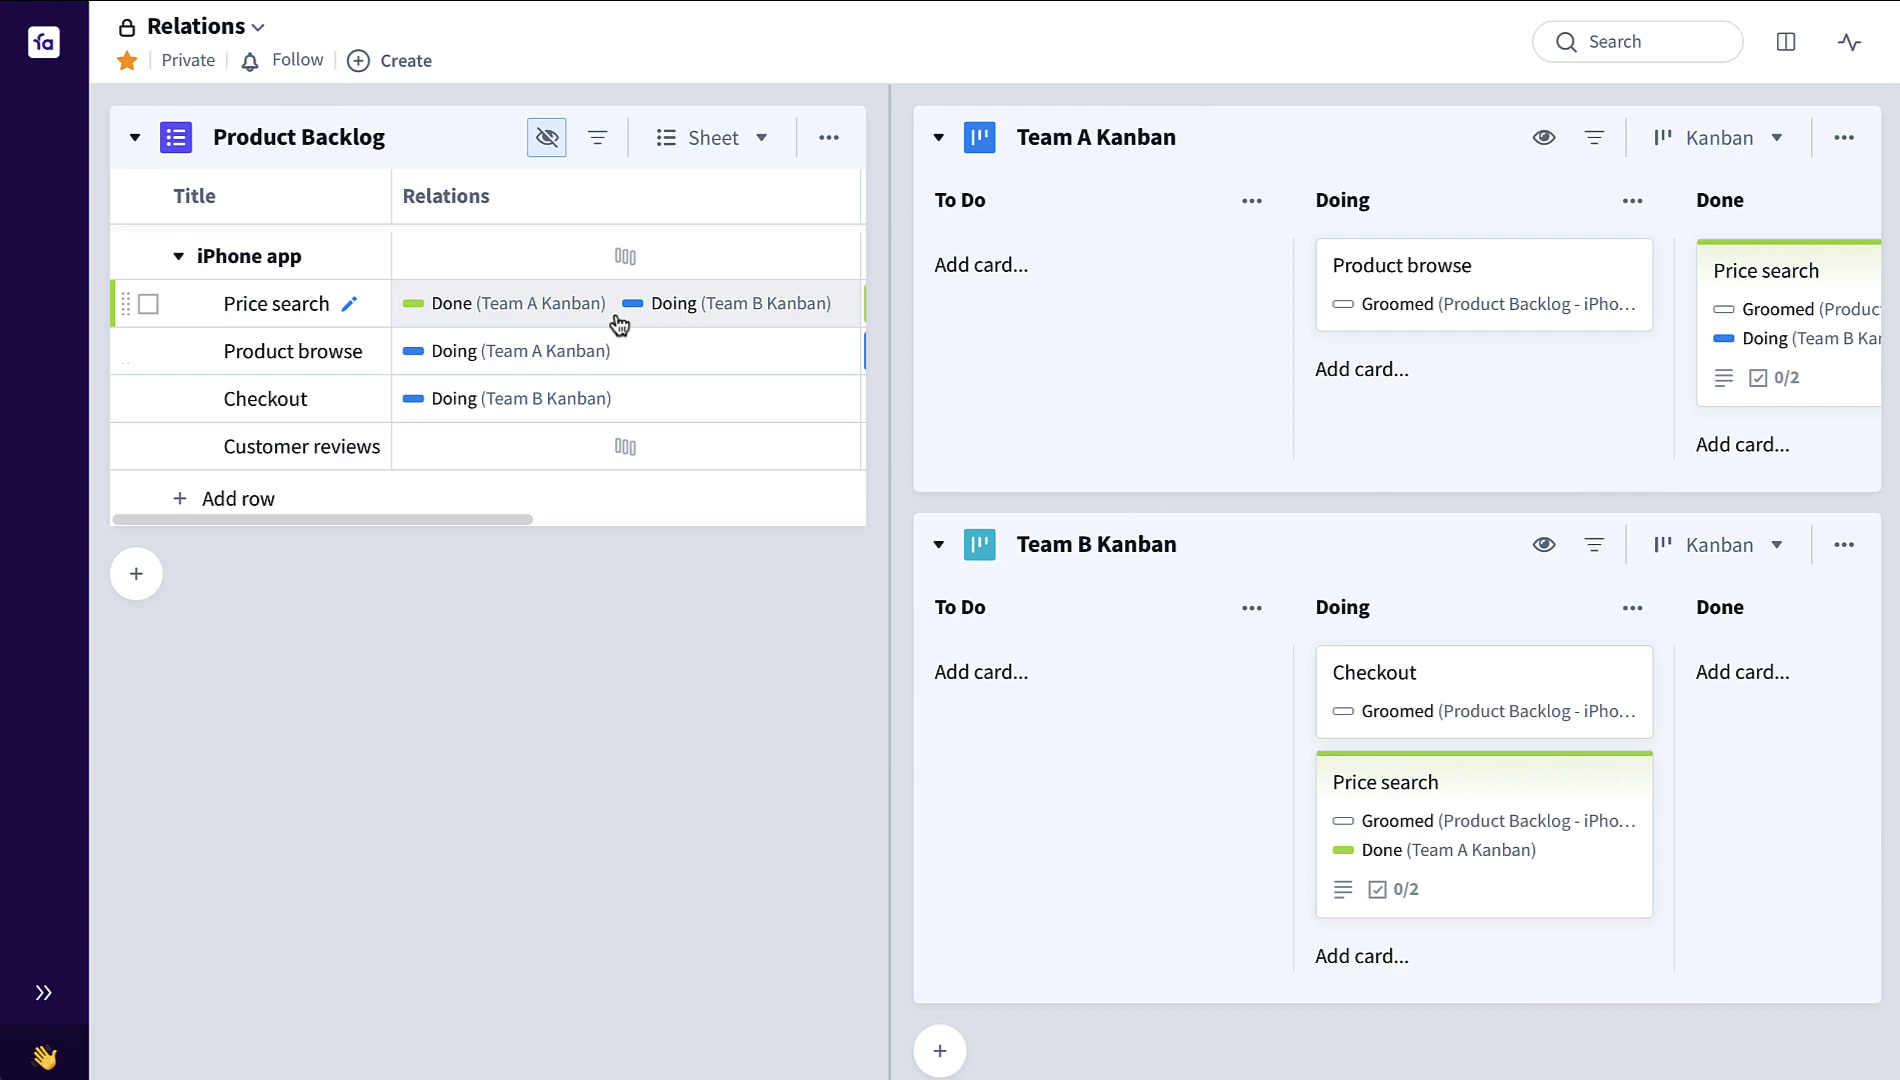 fa
Relations
Private
Follow
Create
Search
Product Backlog
Sheet
Title
Relations
iPhone app
Price search
Done (Team A Kanban)
Doing (Team B Kanban)
Product browse
Doing (Team A Kanban)
Checkout
Doing (Team B Kanban)
Customer reviews
Add row
Team A Kanban
Kanban
To Do
Doing
Done
Add card...
Product browse
Groomed (Product Backlog - iPho...
Add card...
Price search
Groomed (Produc
Doing (Team B Ka
0/2
Add card...
Team B Kanban
Kanban
To Do
Doing
Done
Add card...
Checkout
Groomed (Product Backlog - iPho...
Price search
Groomed (Product Backlog - iPho...
Done (Team A Kanban)
0/2
Add card...
Add card...